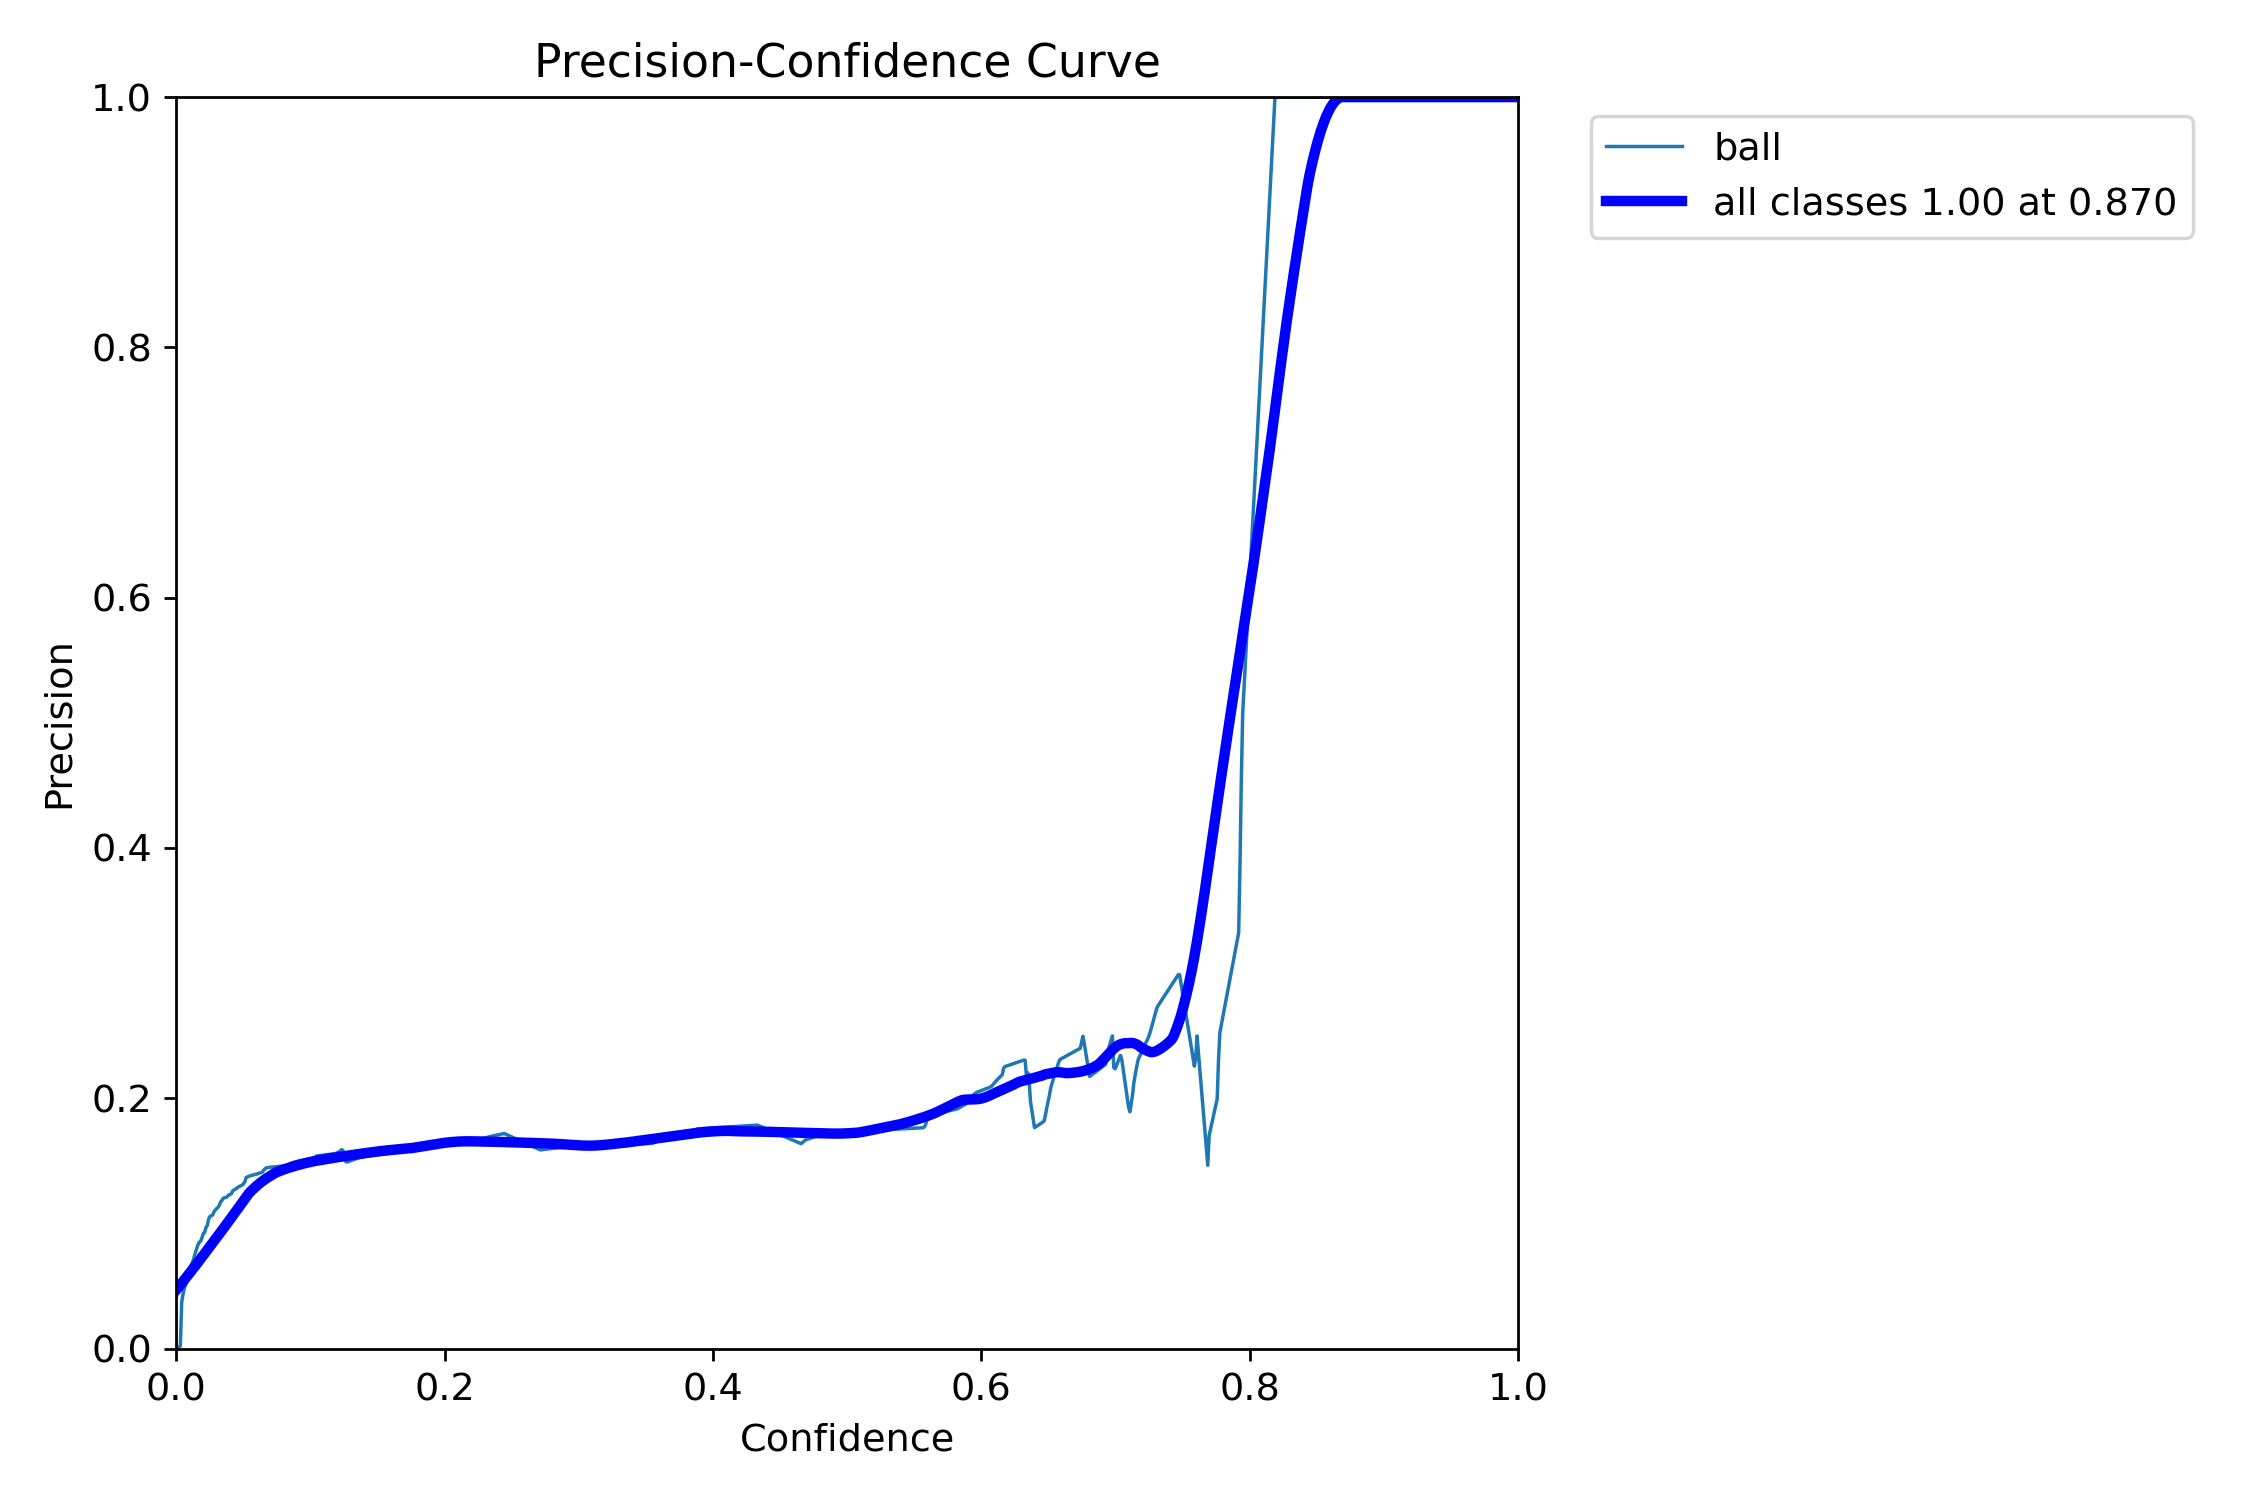 Precision-Confidence Curve
1.0
0.8
0.6
0.4
0.2
0.0
Precision
0.0 0.2 0.4 0.6 0.8 1.0
Confidence
ball
all classes 1.00 at 0.870